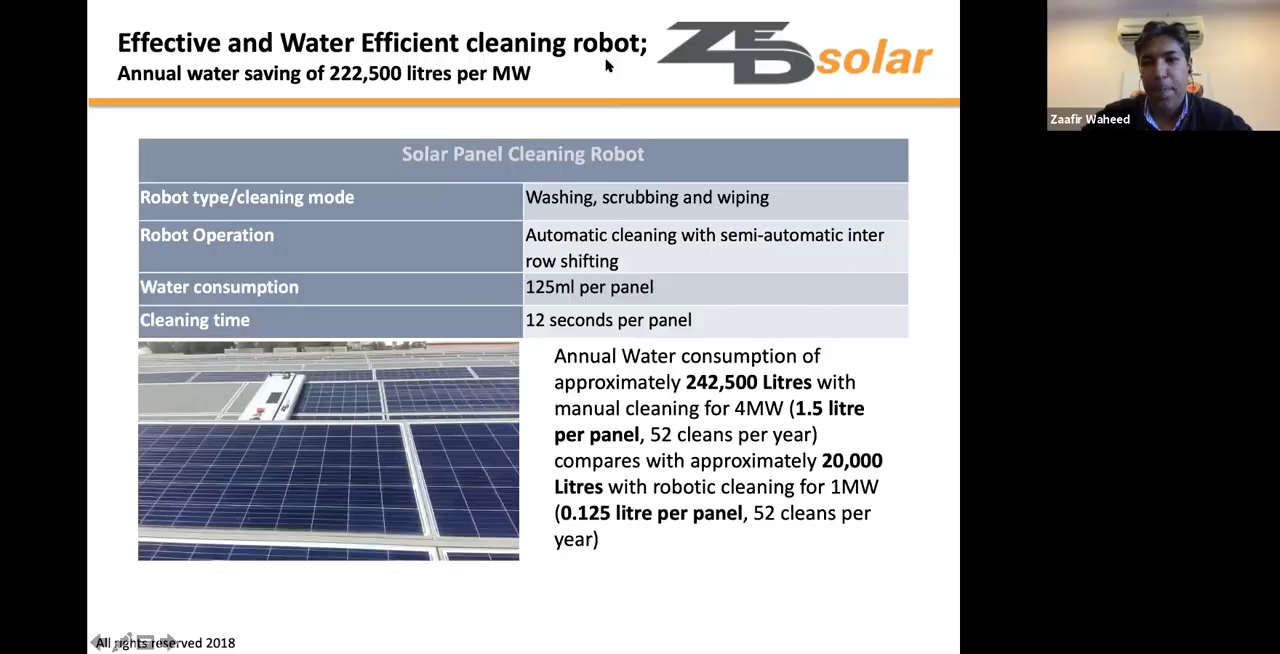 Effective and Water Efficient cleaning robot;
Annual water saving of 222,500 litres per MW
ZED solar
Zaafir Waheed
Solar Panel Cleaning Robot
Robot type/cleaning mode
Washing, scrubbing and wiping
Robot Operation
Automatic cleaning with semi-automatic inter
row shifting
Water consumption
125ml per panel
Cleaning time
12 seconds per panel
Annual Water consumption of
approximately 242,500 Litres with
manual cleaning for 4MW (1.5 litre
per panel, 52 cleans per year)
compares with approximately 20,000
Litres with robotic cleaning for 1MW
(0.125 litre per panel, 52 cleans per
year)
All rights reserved 2018